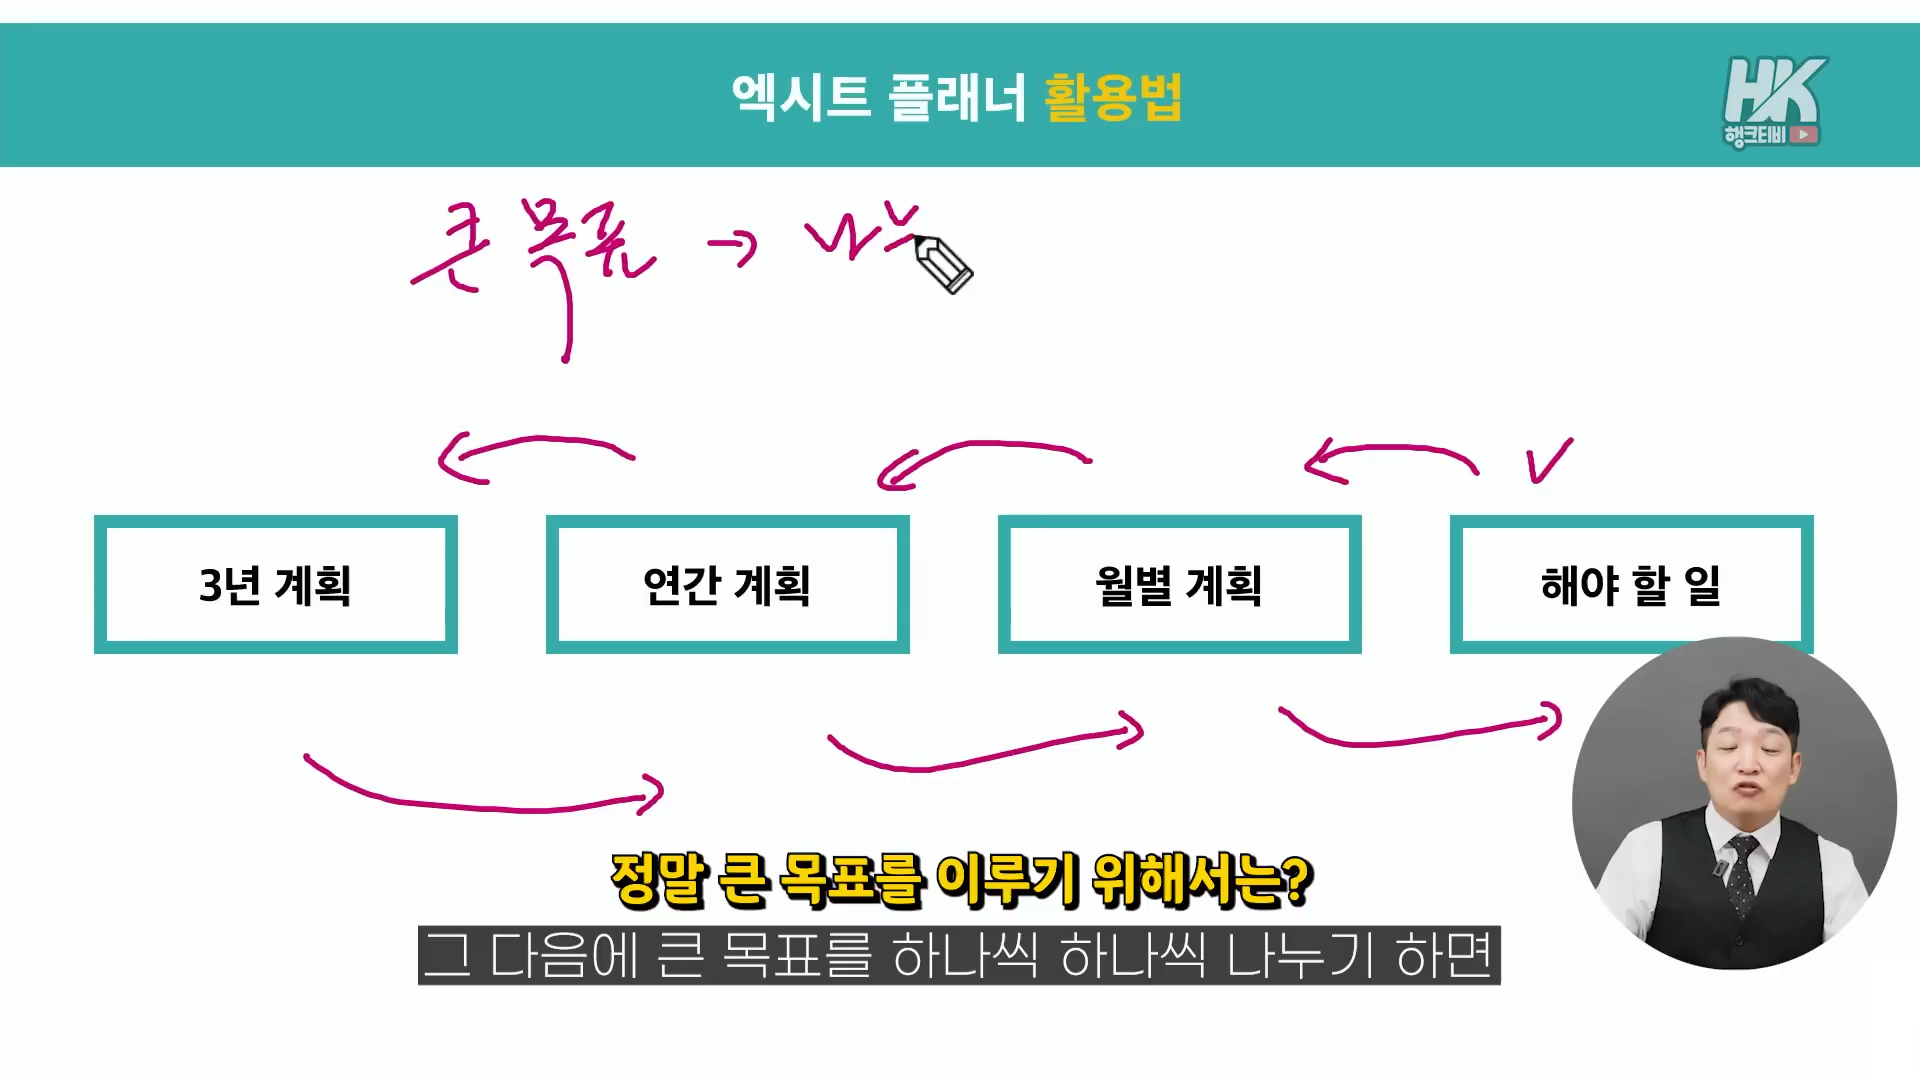 엑시트 플래너 활용법
HK
행크티비
큰 목표 → 나누
3년 계획
연간 계획
월별 계획
해야 할 일
정말 큰 목표를 이루기 위해서는?
그 다음에 큰 목표를 하나씩 하나씩 나누기 하면